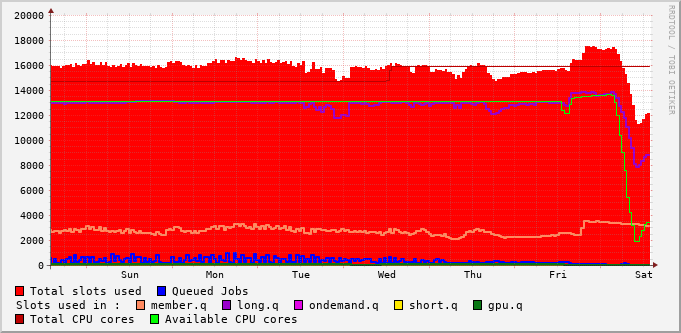 RRDTOOL / TOBI OETIKER
20000
18000
16000
14000
12000
10000
8000
6000
4000
2000
0
Sun Mon Tue Wed Thu Fri Sat
Total slots used Queued Jobs
Slots used in : member.q long.q ondemand.q short.q gpu.q
Total CPU cores Available CPU cores